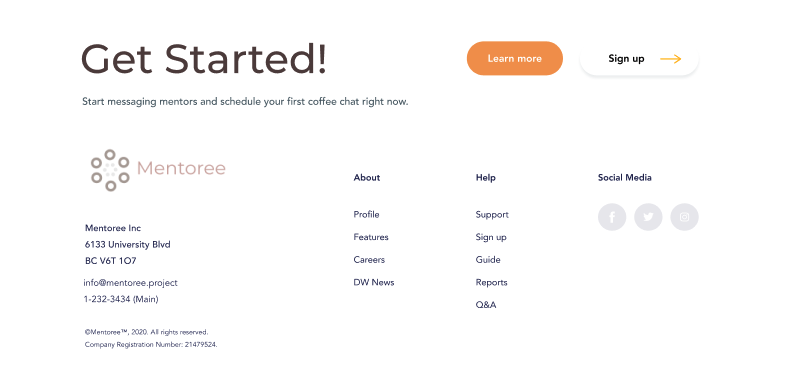 Get Started!
Learn more
Sign up
Start messaging mentors and schedule your first coffee chat right now.
Mentoree
Mentoree Inc
6133 University Blvd
BC V6T 1O7
info@mentoree.project
1-232-3434 (Main)
©Mentoree™, 2020. All rights reserved.
Company Registration Number: 21479524.
About
Profile
Features
Careers
DW News
Help
Support
Sign up
Guide
Reports
Q&A
Social Media